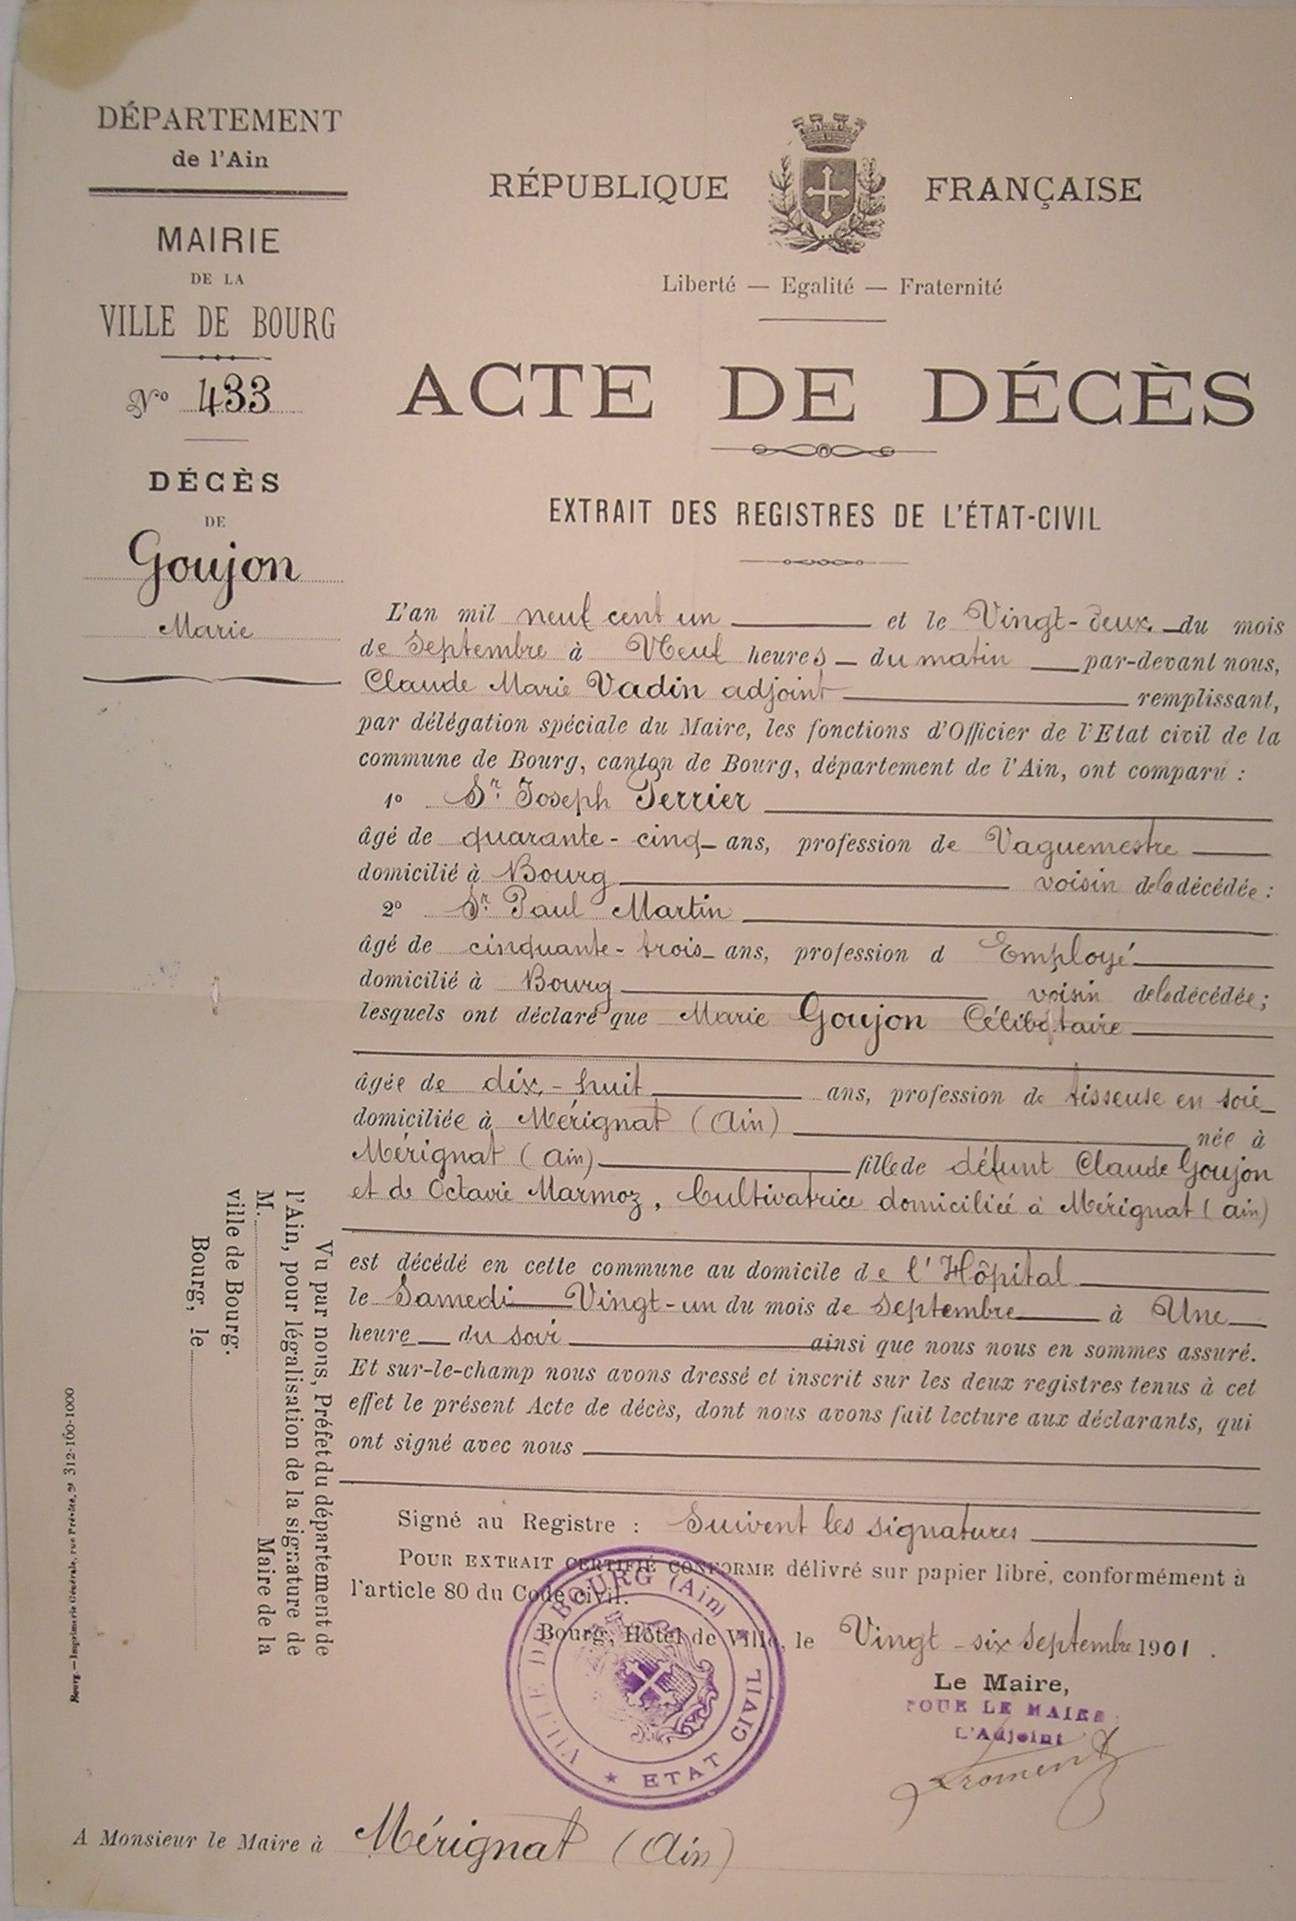 DÉPARTEMENT
de l'Ain
MAIRIE
DE LA
VILLE DE BOURG
No 433
DÉCÈS
DE
Goujon
Marie
RÉPUBLIQUE FRANÇAISE
Liberté — Egalité — Fraternité
ACTE DE DÉCÈS
EXTRAIT DES REGISTRES DE L'ÉTAT-CIVIL
L'an mil neuf cent un et le Vingt-deux du mois
de Septembre à Neuf heures du matin par-devant nous,
Claude Marie Vadin adjoint remplissant,
par délégation spéciale du Maire, les fonctions d'Officier de l'Etat civil de la
commune de Bourg, canton de Bourg, département de l'Ain, ont comparu :
1o Sr Joseph Perrier
âgé de quarante-cinq ans, profession de Vaguemestre
domicilié à Bourg voisin de la décédée :
2o Sr Paul Martin
âgé de cinquante-trois ans, profession d Employé
domicilié à Bourg voisin de la décédée ;
lesquels ont déclaré que Marie Goujon Célibataire
âgée de dix-huit ans, profession de tisseuse en soie
domiciliée à Mérignat (Ain) née à
Mérignat (Ain) fille de défunt Claude Goujon
et de Octavie Marmoz, Cultivatrice domiciliée à Mérignat (Ain)
est décédé en cette commune au domicile de l'Hôpital
le Samedi Vingt-un du mois de Septembre à Une
heure du soir ainsi que nous nous en sommes assuré.
Et sur-le-champ nous avons dressé et inscrit sur les deux registres tenus à cet
effet le présent Acte de décès, dont nous avons fait lecture aux déclarants, qui
ont signé avec nous
Signé au Registre : Suivent les signatures
POUR EXTRAIT CERTIFIÉ CONFORME délivré sur papier libre, conformément à
l'article 80 du Code civil.
Bourg, Hôtel de Ville, le Vingt-six Septembre 1901.
Le Maire,
POUR LE MAIRE
L'Adjoint
Froment
VILLE DE BOURG (Ain) ★ ETAT CIVIL ★
Vu par nous, Préfet du département de
l'Ain, pour légalisation de la signature de
M. Maire de la
ville de Bourg.
Bourg, le
Bourg. — Imprimerie Générale, 312-100-1000
A Monsieur le Maire à Mérignat (Ain)